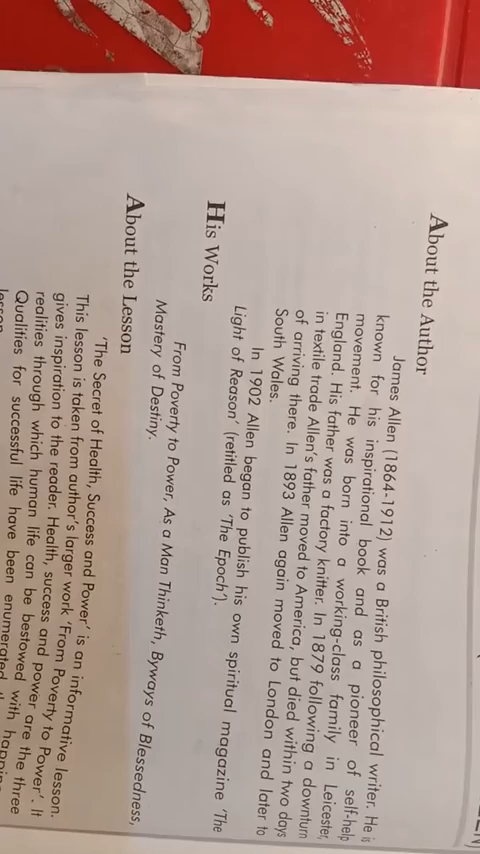 About the Author
James Allen (1864-1912) was a British philosophical writer. He is
known for his inspirational book and as a pioneer of self-help
movement. He was born into a working-class family in Leicester,
England. His father was a factory knitter. In 1879 following a downturn
in textile trade Allen's father moved to America, but died within two days
of arriving there. In 1893 Allen again moved to London and later to
South Wales.
In 1902 Allen began to publish his own spiritual magazine 'The
Light of Reason' (retitled as 'The Epoch').
His Works
From Poverty to Power, As a Man Thinketh, Byways of Blessedness,
Mastery of Destiny.
About the Lesson
'The Secret of Health, Success and Power' is an informative lesson.
This lesson is taken from author's larger work 'From Poverty to Power'. It
gives inspiration to the reader. Health, success and power are the three
realities through which human life can be bestowed with
Qualities for successful life have been enumerated